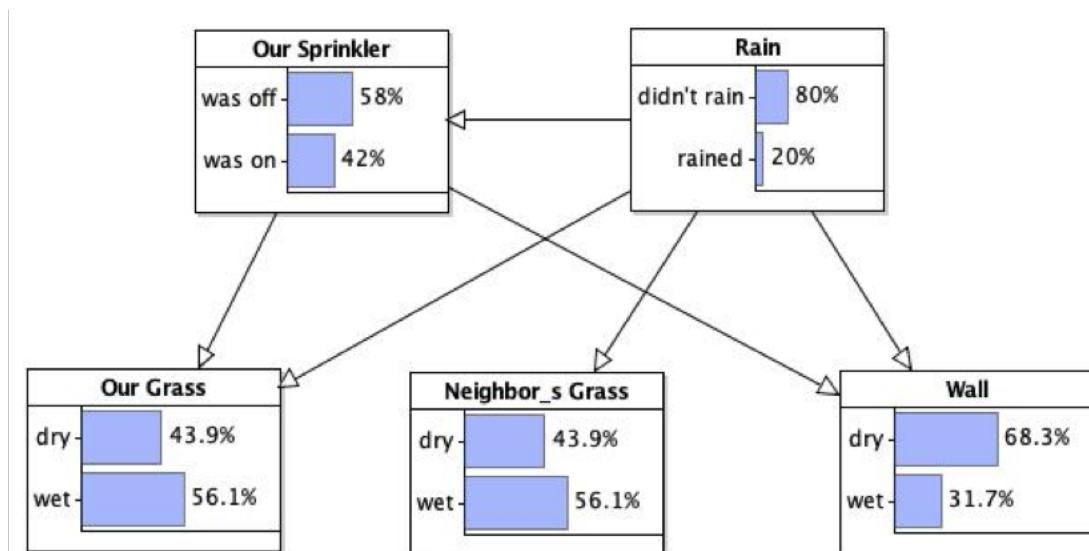 Our Sprinkler
was off 58%
was on 42%
Rain
didn't rain 80%
rained 20%
Our Grass
dry 43.9%
wet 56.1%
Neighbor_s Grass
dry 43.9%
wet 56.1%
Wall
dry 68.3%
wet 31.7%